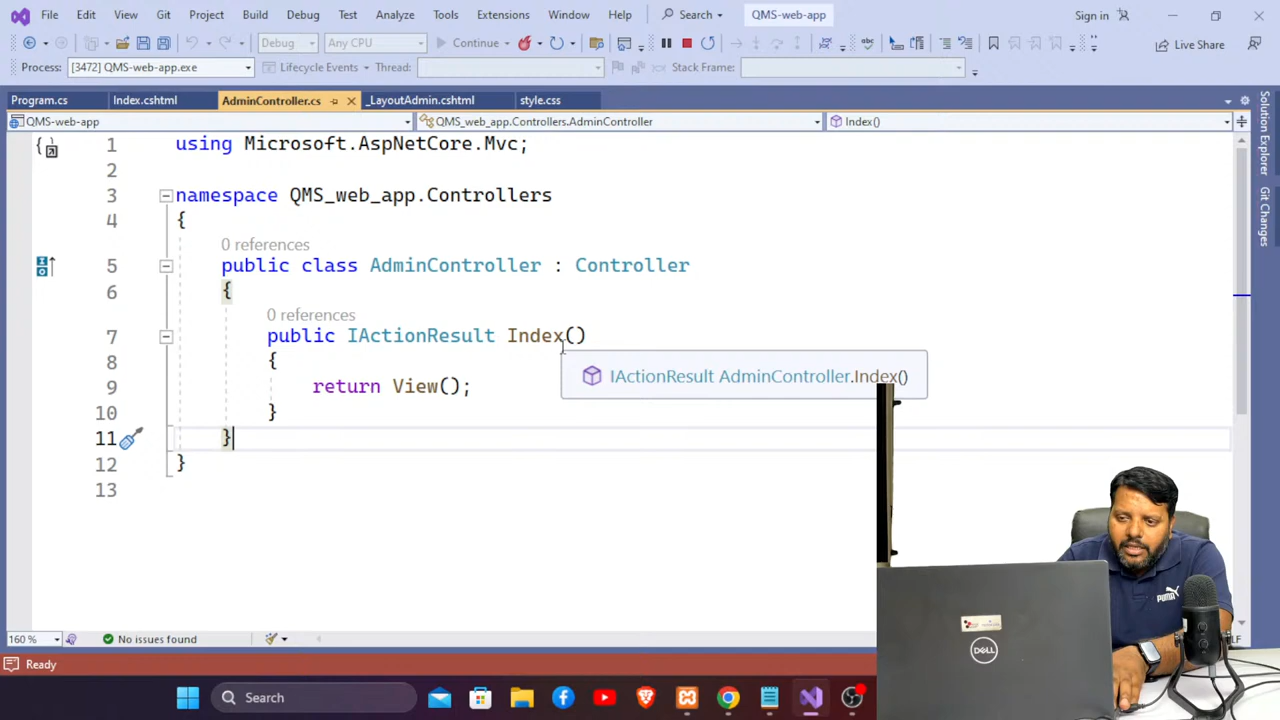 File Edit View Git Project Build Debug Test Analyze Tools Extensions Window Help Search QMS-web-app Sign in
Debug Any CPU Continue Live Share
Process: [3472] QMS-web-app.exe Lifecycle Events Thread: Stack Frame:
Program.cs Index.cshtml AdminController.cs _LayoutAdmin.cshtml style.css
QMS-web-app QMS_web_app.Controllers.AdminController Index()
1 using Microsoft.AspNetCore.Mvc;
2
3 namespace QMS_web_app.Controllers
4 {
0 references
5 public class AdminController : Controller
6 {
0 references
7 public IActionResult Index()
8 {
IActionResult AdminController.Index()
9 return View();
10 }
11 }
12 }
13
Solution Explorer
Git Changes
160 % No issues found
Ready
Search
DELL
PUMA